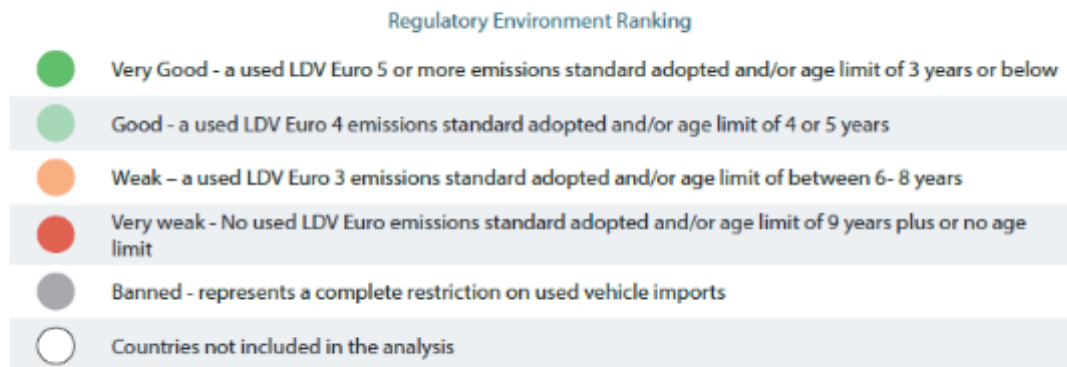 Regulatory Environment Ranking
Very Good - a used LDV Euro 5 or more emissions standard adopted and/or age limit of 3 years or below
Good - a used LDV Euro 4 emissions standard adopted and/or age limit of 4 or 5 years
Weak – a used LDV Euro 3 emissions standard adopted and/or age limit of between 6- 8 years
Very weak - No used LDV Euro emissions standard adopted and/or age limit of 9 years plus or no age
limit
Banned - represents a complete restriction on used vehicle imports
Countries not included in the analysis